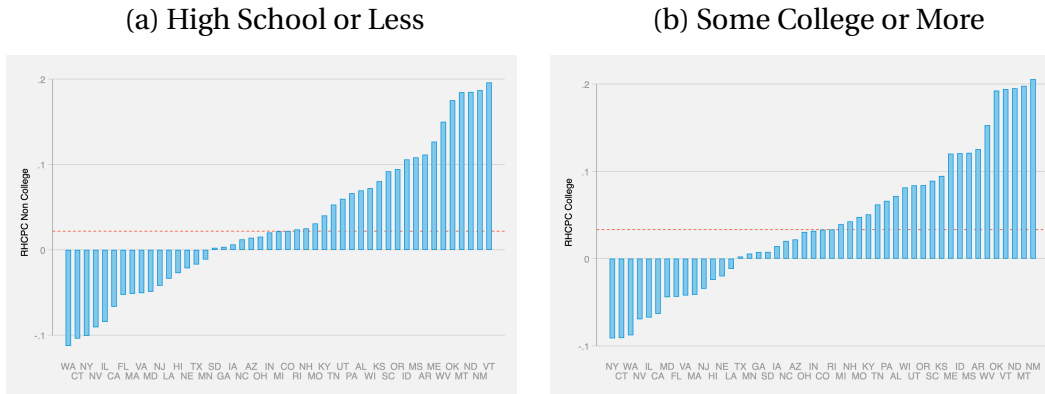 (a) High School or Less
.2
.1
0
-.1
RHCPC Non College
WA NY IL FL VA NJ HI TX SD IA AZ IN CO NH KY UT AL KS OR MS ME OK ND VT
CT NV CA MA MD LA NE MN GA NC OH MI RI MO TN PA WI SC ID AR WV MT NM
(b) Some College or More
.2
.1
0
-.1
RHCPC College
NY WA IL MD VA NJ NE TX GA IA AZ IN RI NH KY PA WI UT KS ID AR OK ND NM
CT NV CA FL MA HI LA MN SD NC OH CO MI MO TN AL OR SC ME MS WV VT MT